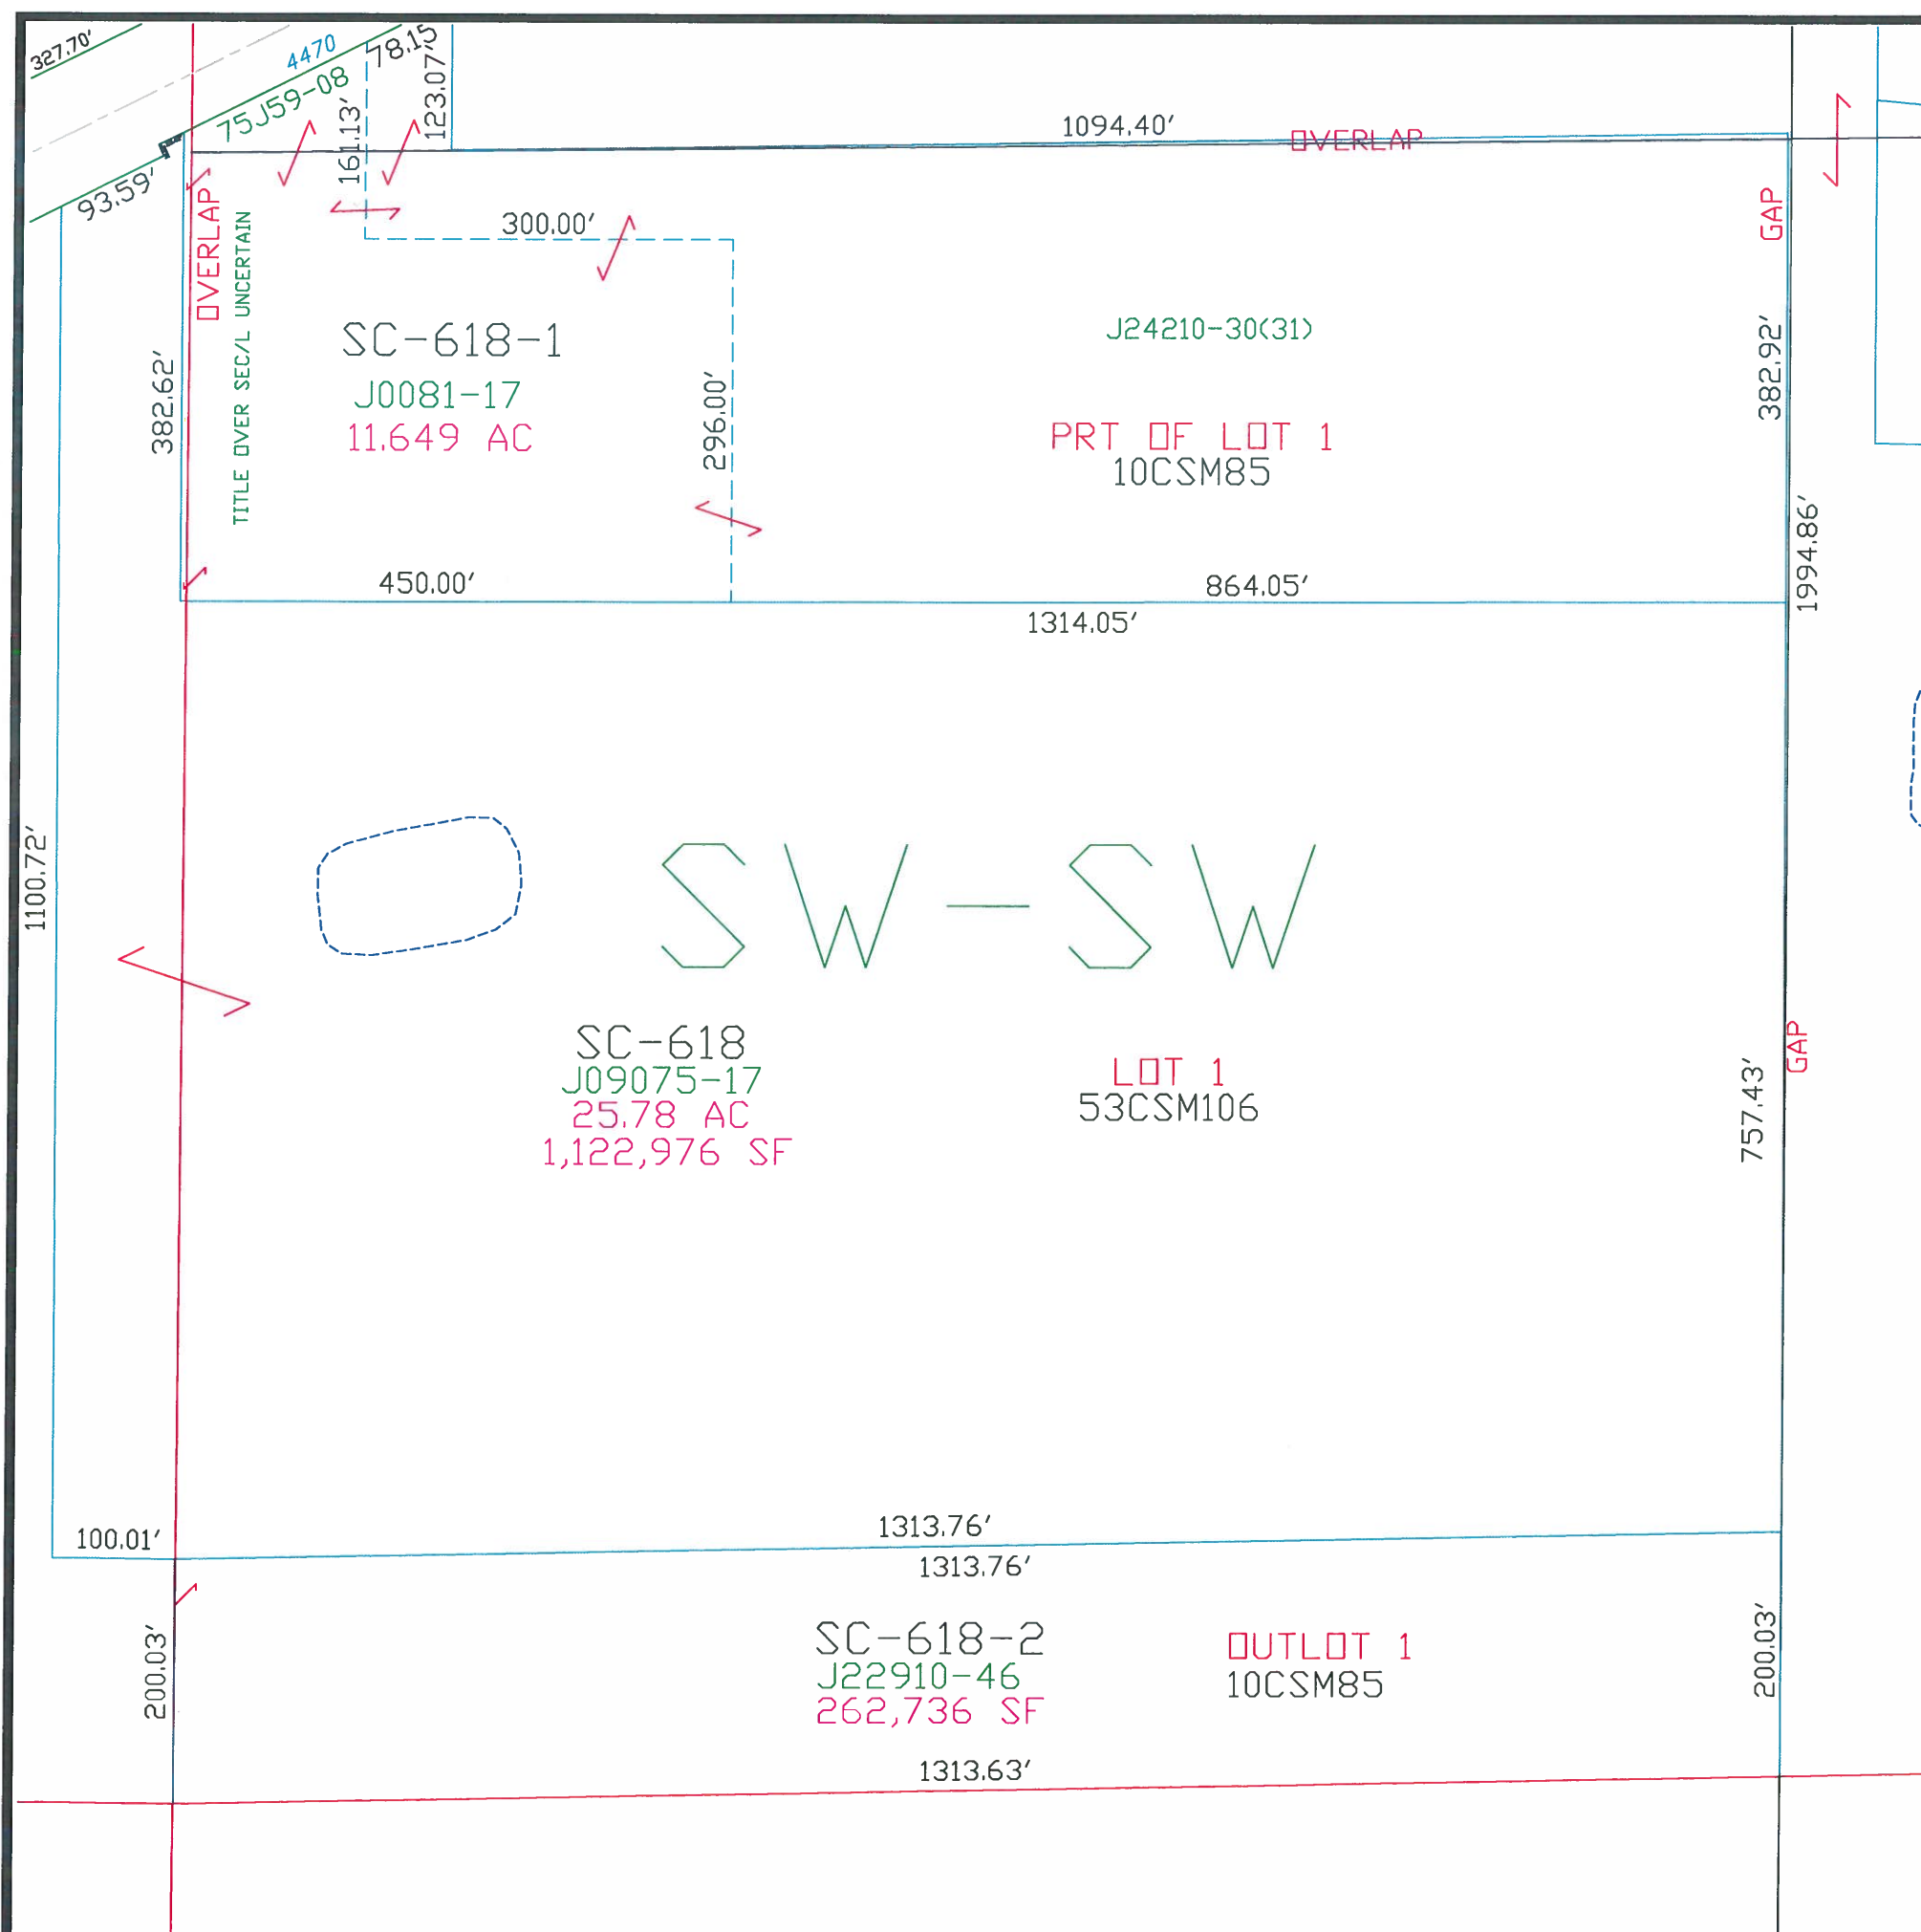 327.70'
4470
78.15
75J59-08
161.13'
123.07'
1094.40'
OVERLAP
93.59'
OVERLAP
TITLE OVER SEC/L UNCERTAIN
300.00'
GAP
SC-618-1
J0081-17
11.649 AC
J24210-30(31)
382.62'
296.00'
PRT OF LOT 1
10CSM85
382.92'
1994.86'
450.00'
864.05'
1314.05'
1100.72'
SW-SW
SC-618
J09075-17
25.78 AC
1,122,976 SF
LOT 1
53CSM106
GAP
757.43'
100.01'
1313.76'
1313.76'
200.03'
SC-618-2
J22910-46
262,736 SF
OUTLOT 1
10CSM85
200.03'
1313.63'